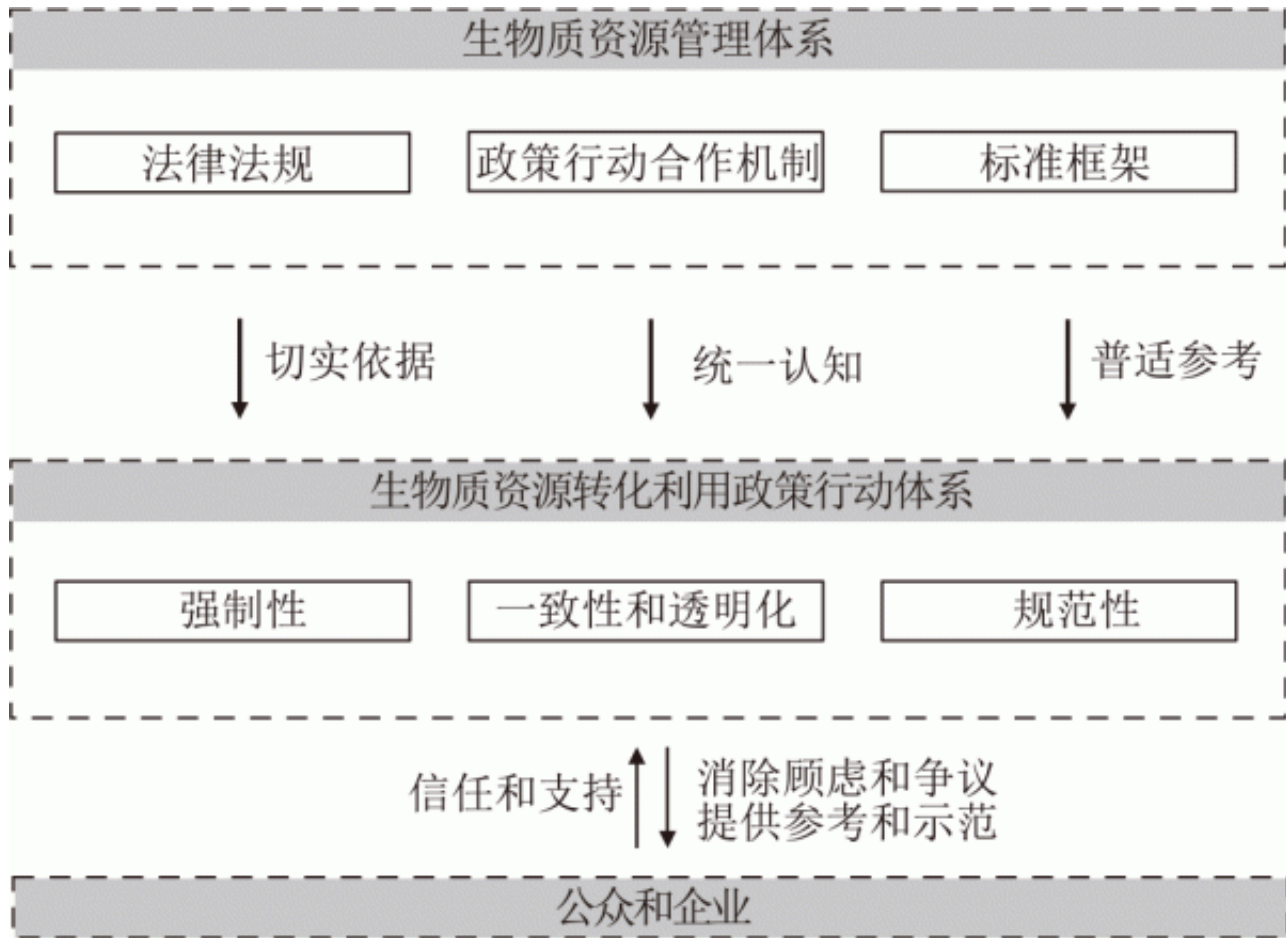 生物质资源管理体系
法律法规
政策行动合作机制
标准框架
切实依据
统一认知
普适参考
生物质资源转化利用政策行动体系
强制性
一致性和透明化
规范性
信任和支持
消除顾虑和争议
提供参考和示范
公众和企业